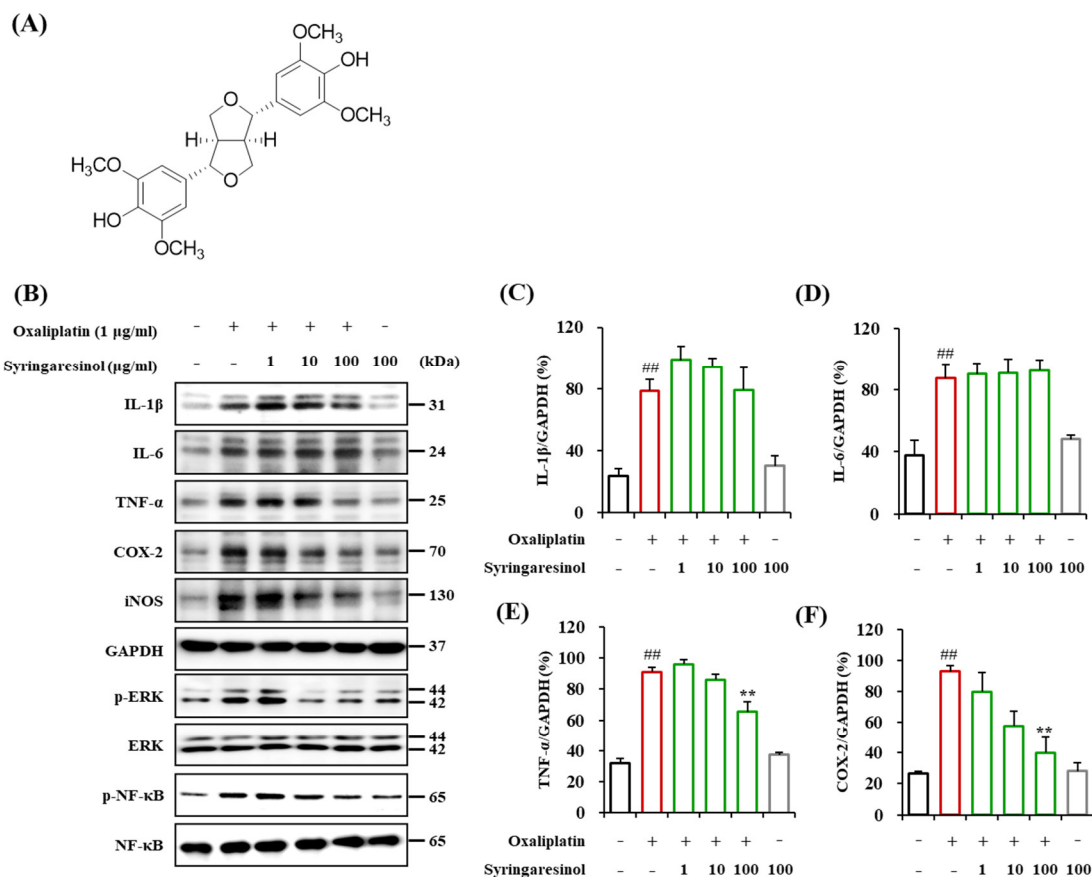 (A)
OCH₃
OH
O
OCH₃
H
H
H₃CO
O
HO
OCH₃
(B)
Oxaliplatin (1 μg/ml) - + + + + -
Syringaresinol (μg/ml) - - 1 10 100 100 (kDa)
IL-1β 31
IL-6 24
TNF-α 25
COX-2 70
iNOS 130
GAPDH 37
p-ERK 44
42
ERK 44
42
p-NF-κB 65
NF-κB 65
(C)
IL-1β/GAPDH (%)
120
80
40
0
##
Oxaliplatin - + + + + -
Syringaresinol - - 1 10 100 100
(D)
IL-6/GAPDH (%)
120
80
40
0
##
- + + + + -
- - 1 10 100 100
(E)
TNF-α/GAPDH (%)
120
100
80
60
40
20
0
##
**
Oxaliplatin - + + + + -
Syringaresinol - - 1 10 100 100
(F)
COX-2/GAPDH (%)
120
100
80
60
40
20
0
##
**
- + + + + -
- - 1 10 100 100